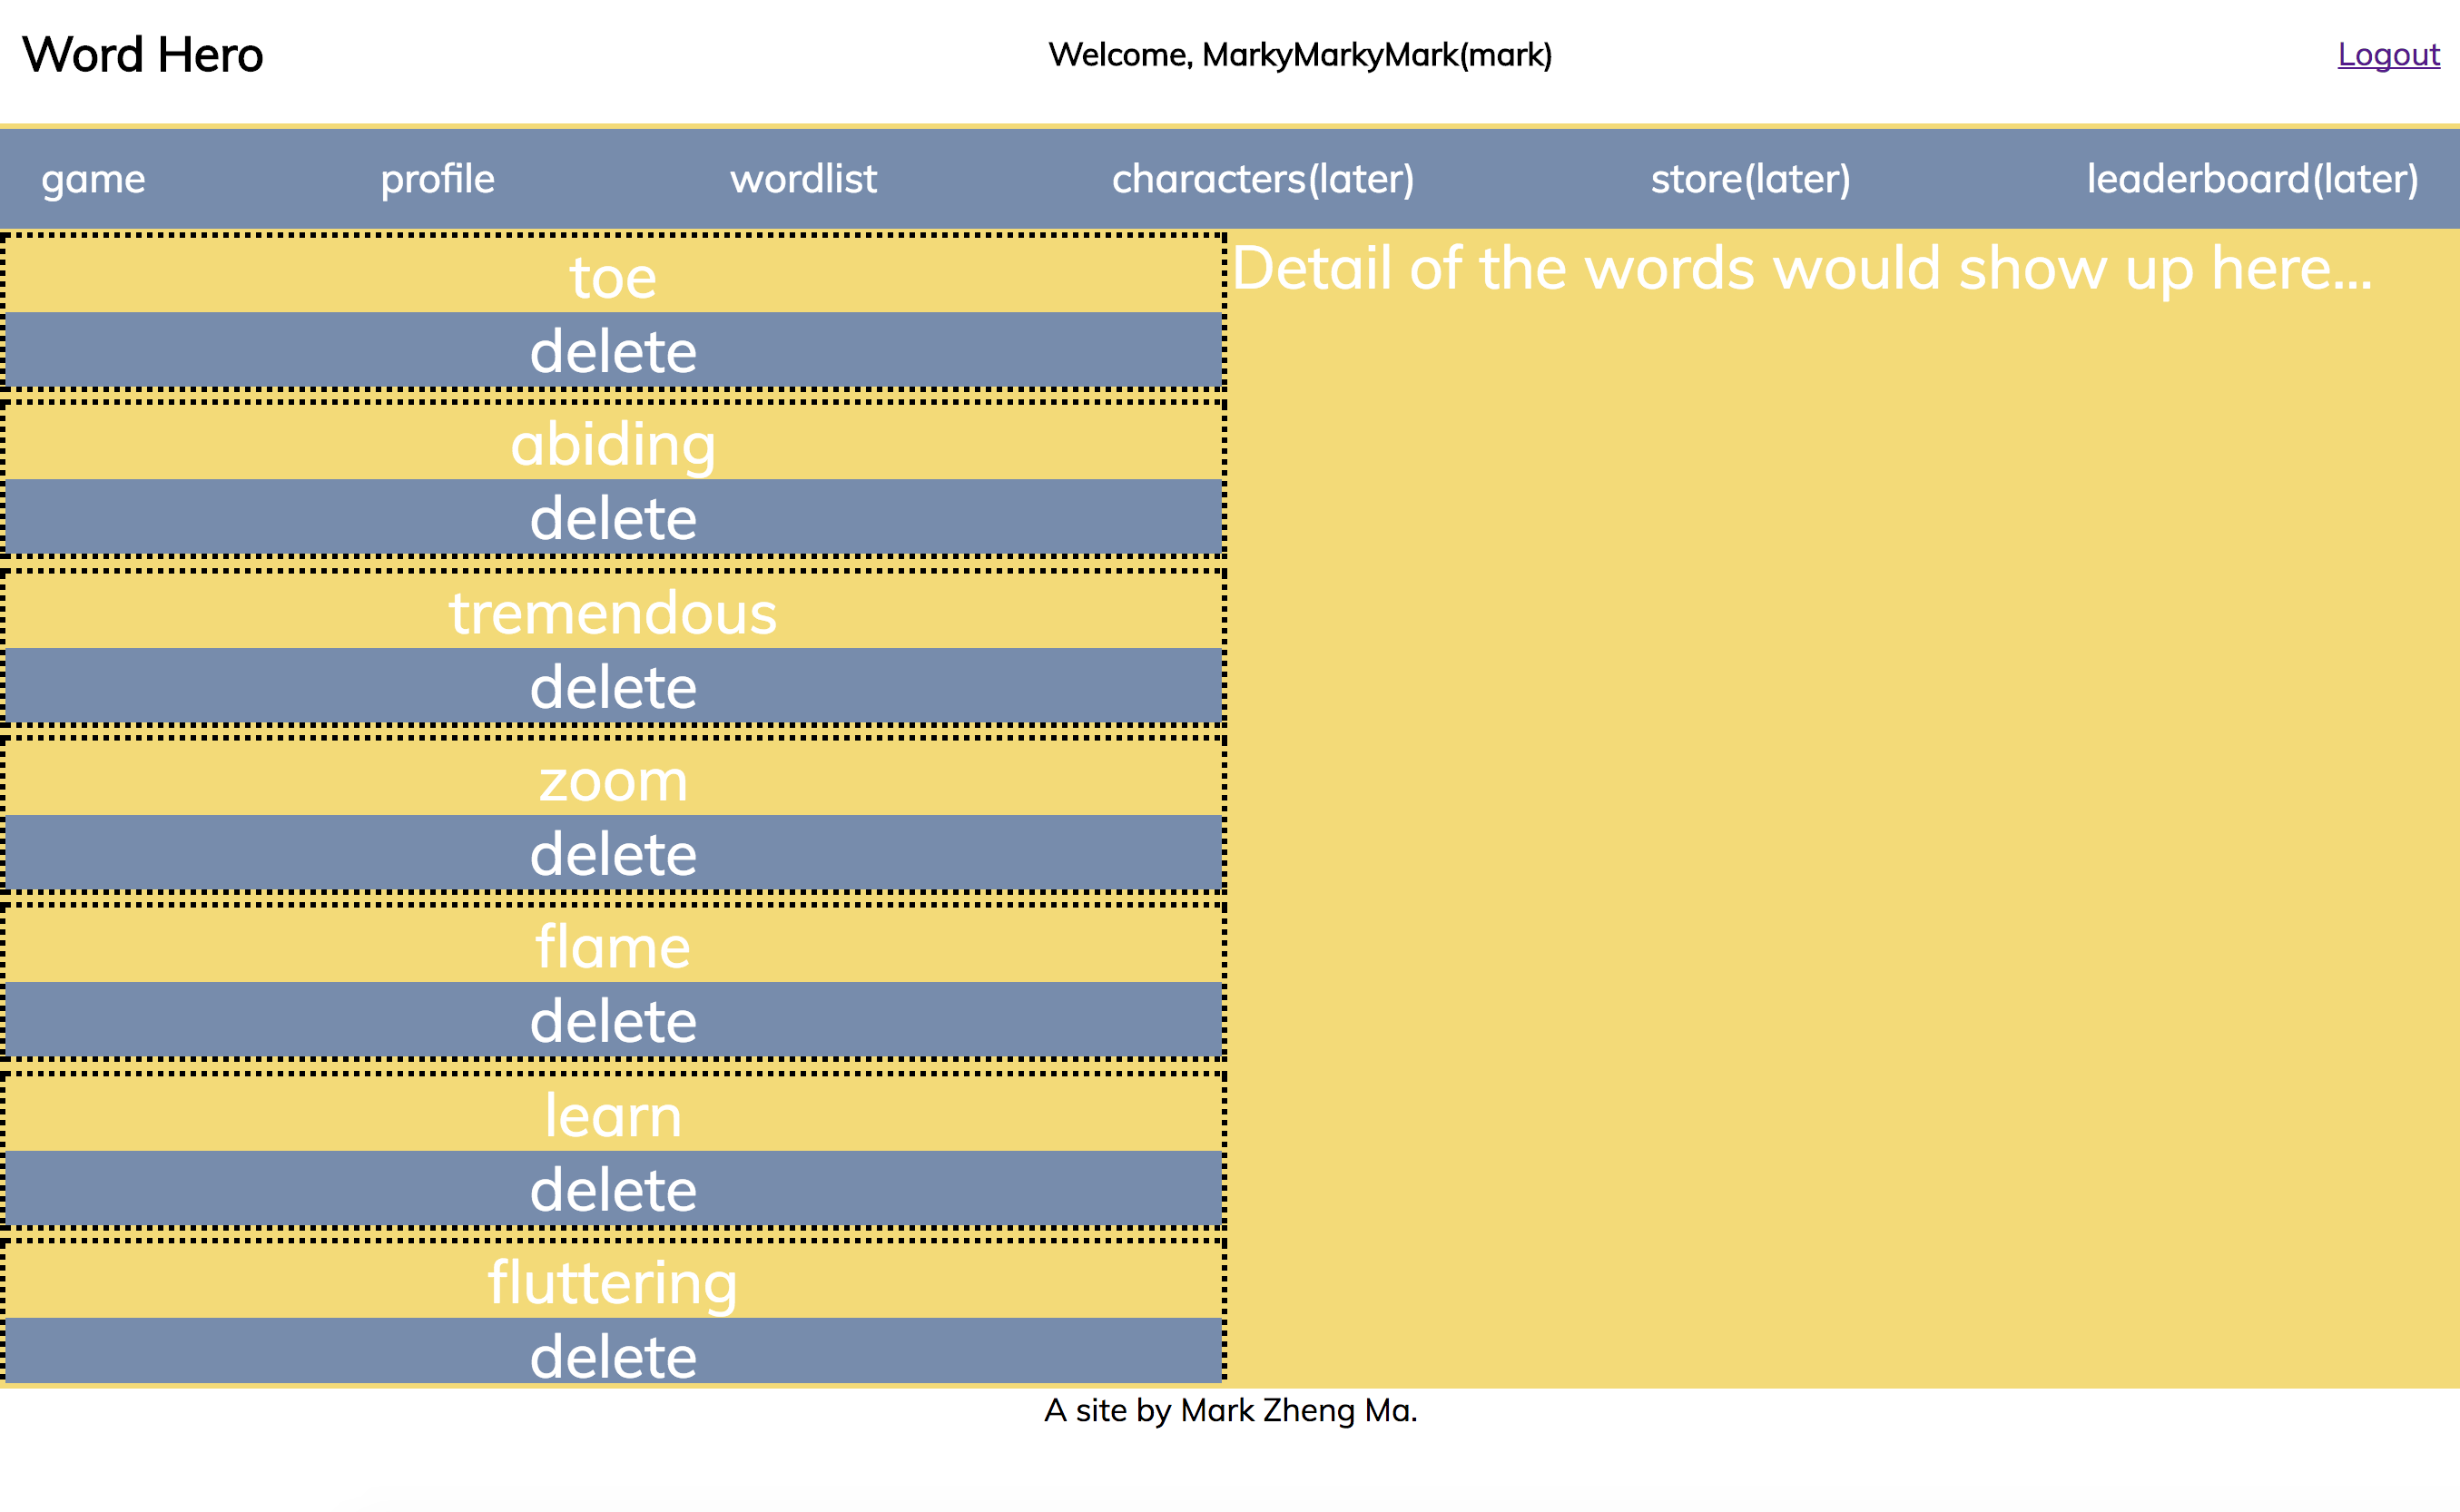 Word Hero
Welcome, MarkyMarkyMark(mark)
Logout
game
profile
wordlist
characters(later)
store(later)
leaderboard(later)
toe
delete
abiding
delete
tremendous
delete
zoom
delete
flame
delete
learn
delete
fluttering
delete
Detail of the words would show up here...
A site by Mark Zheng Ma.